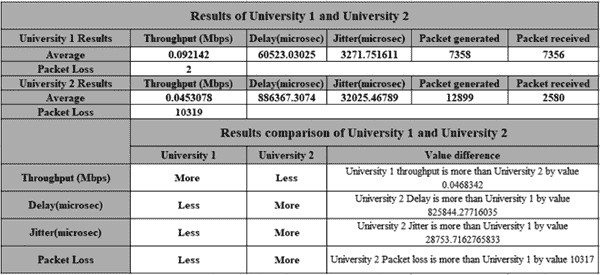 Results of University 1 and University 2
University 1 Results Throughput (Mbps) Delay(microsec) Jitter(microsec) Packet generated Packet received
Average 0.092142 60523.03025 3271.751611 7358 7356
Packet Loss 2
University 2 Results Throughput (Mbps) Delay(microsec) Jitter(microsec) Packet generated Packet received
Average 0.0453078 886367.3074 32025.46789 12899 2580
Packet Loss 10319
Results comparison of University 1 and University 2
University 1 University 2 Value difference
Throughput (Mbps) More Less University 1 throughput is more than University 2 by value
0.0468342
Delay(microsec) Less More University 2 Delay is more than University 1 by value
825844.27716035
Jitter(microsec) Less More University 2 Jitter is more than University 1 by value
28753.7162765833
Packet Loss Less More University 2 Packet loss is more than University 1 by value 10317